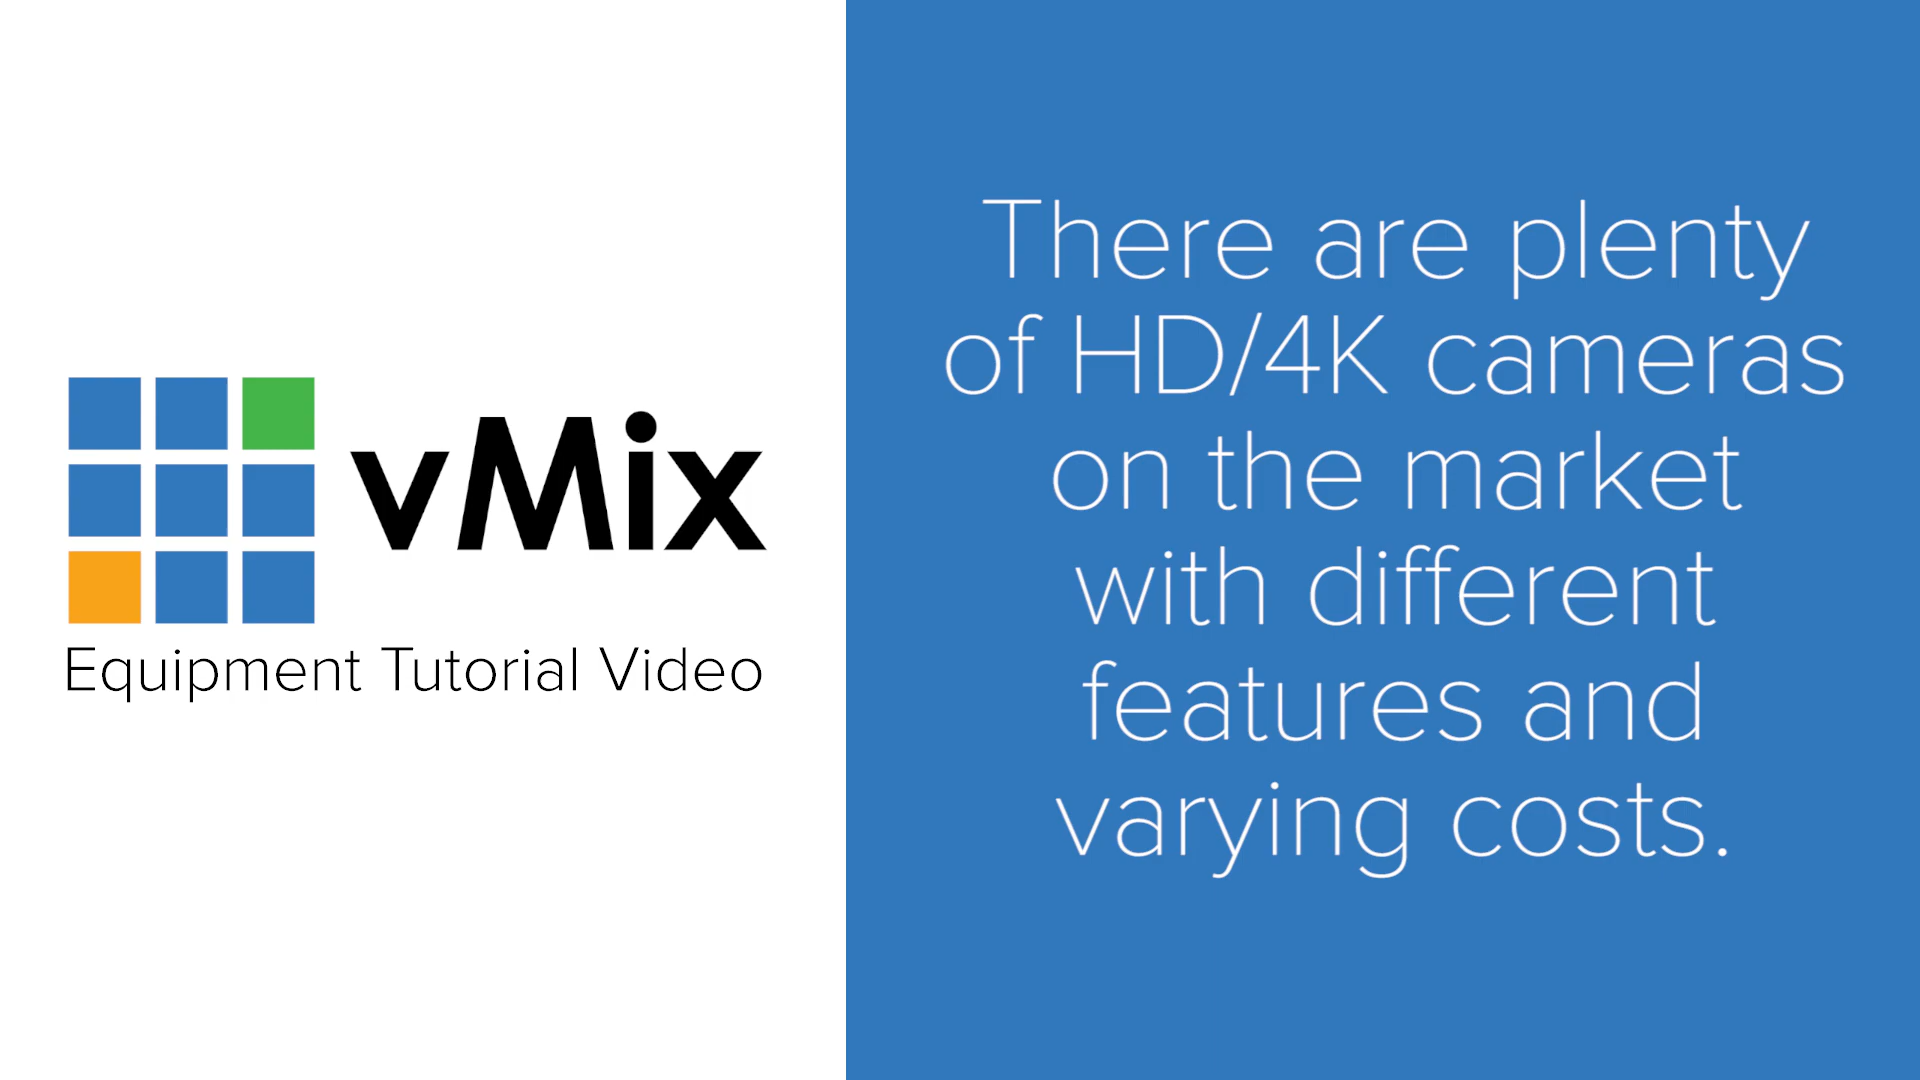 vMix
Equipment Tutorial Video
There are plenty
of HD/4K cameras
on the market
with different
features and
varying costs.